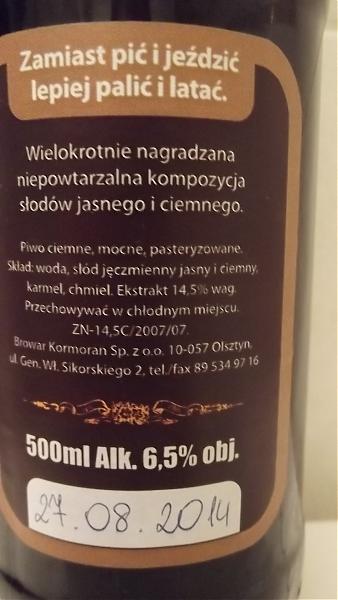 Zamiast pić i jeździć
lepiej palić i latać.
Wielokrotnie nagradzana
niepowtarzalna kompozycja
słodów jasnego i ciemnego.
Piwo ciemne, mocne, pasteryzowane.
Skład: woda, słód jęczmienny jasny i ciemny,
karmel, chmiel. Ekstrakt 14,5% wag.
Przechowywać w chłodnym miejscu.
ZN-14,5C/2007/07.
Browar Kormoran Sp. z o.o. 10-057 Olsztyn,
ul. Gen. Wł. Sikorskiego 2, tel./fax 89 534 97 16
500ml Alk. 6,5% obj.
27.08.2014